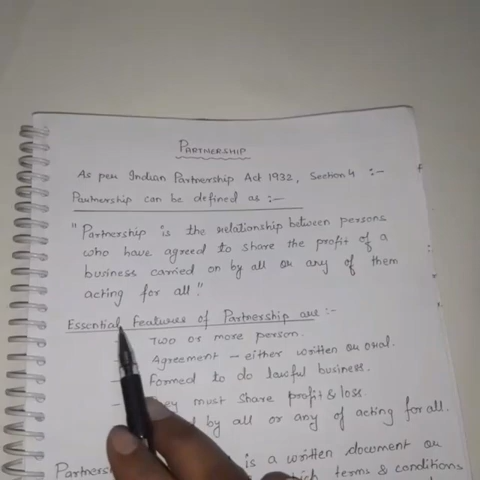 PARTNERSHIP
As per Indian Partnership Act 1932, Section 4 :-
Partnership can be defined as :-
"Partnership is the relationship between persons
who have agreed to share the profit of a
business carried on by all or any of them
acting for all."
Essential features of Partnership are :-
Two or more person.
Agreement - either written or oral.
formed to do lawful business.
must share profit & loss.
by all or any of acting for all.
is a written document or
which terms & conditions